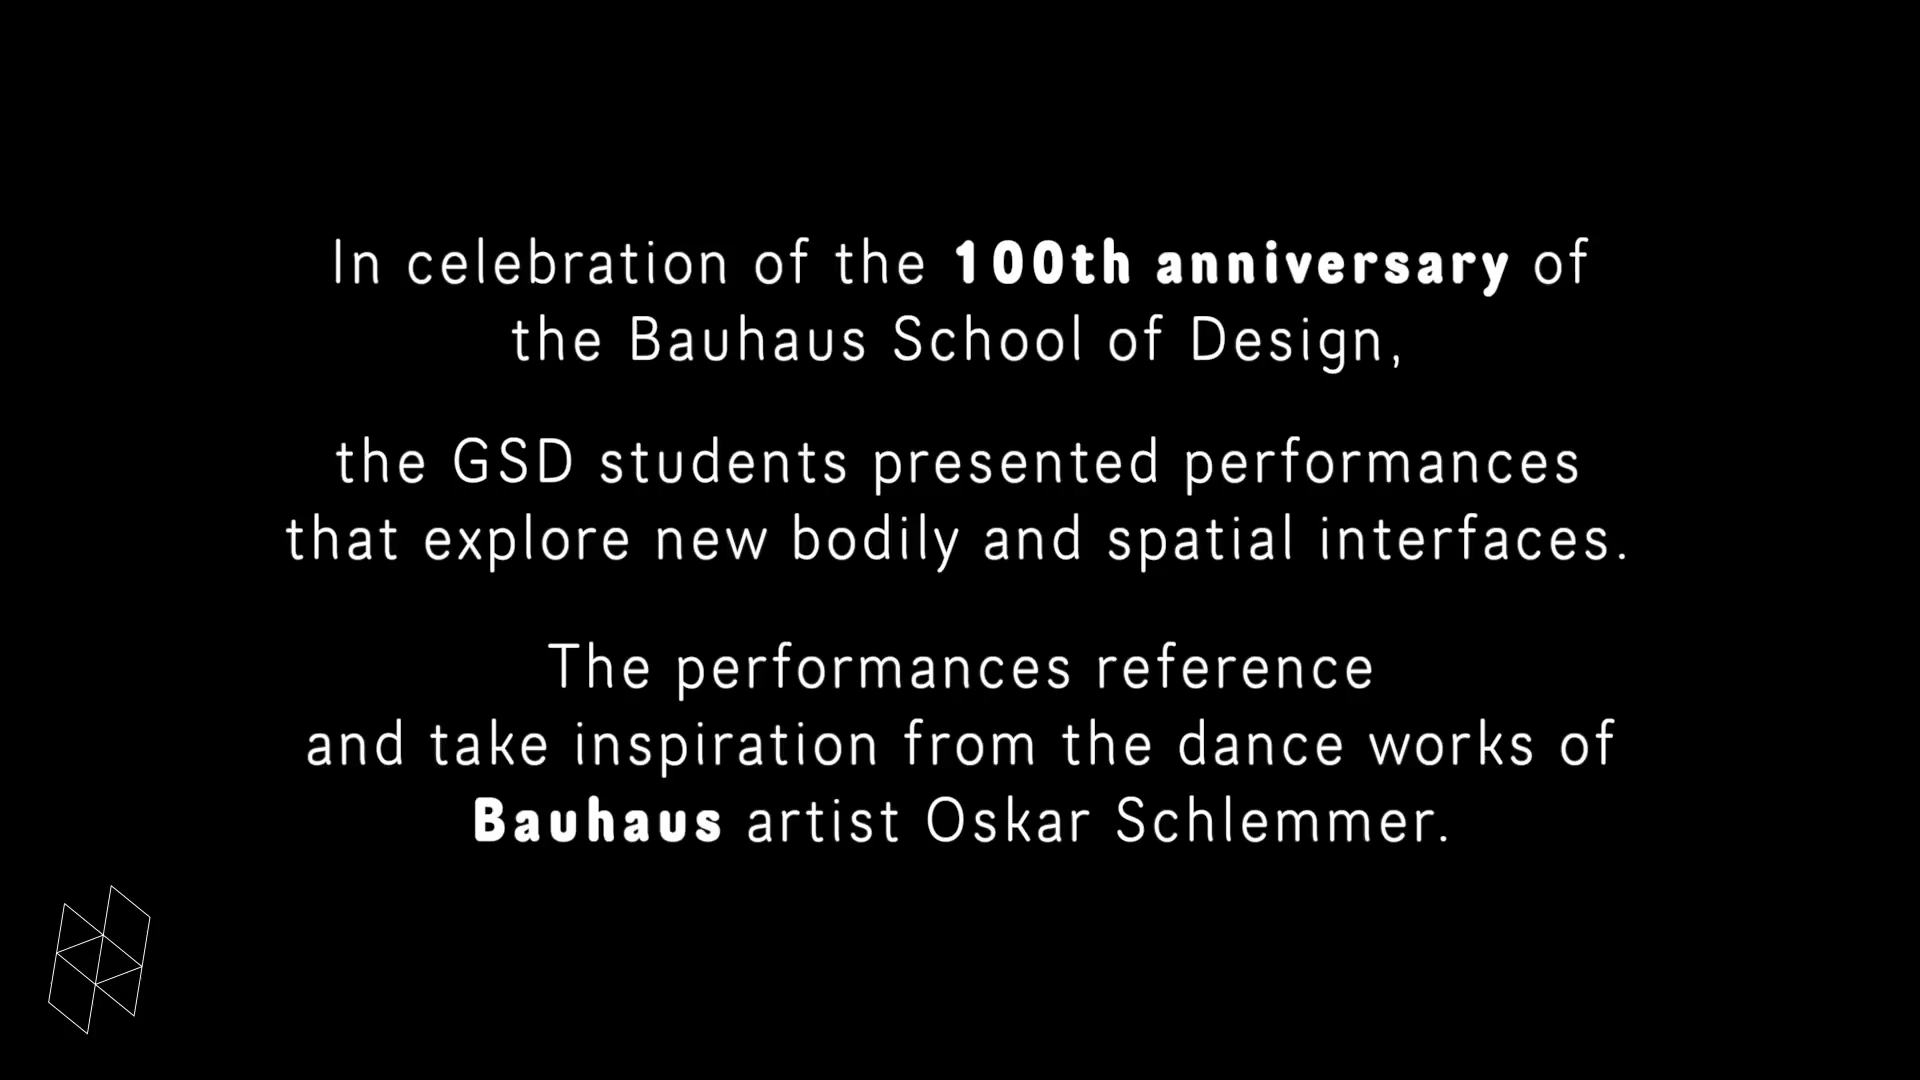 In celebration of the 100th anniversary of
the Bauhaus School of Design,
the GSD students presented performances
that explore new bodily and spatial interfaces.
The performances reference
and take inspiration from the dance works of
Bauhaus artist Oskar Schlemmer.